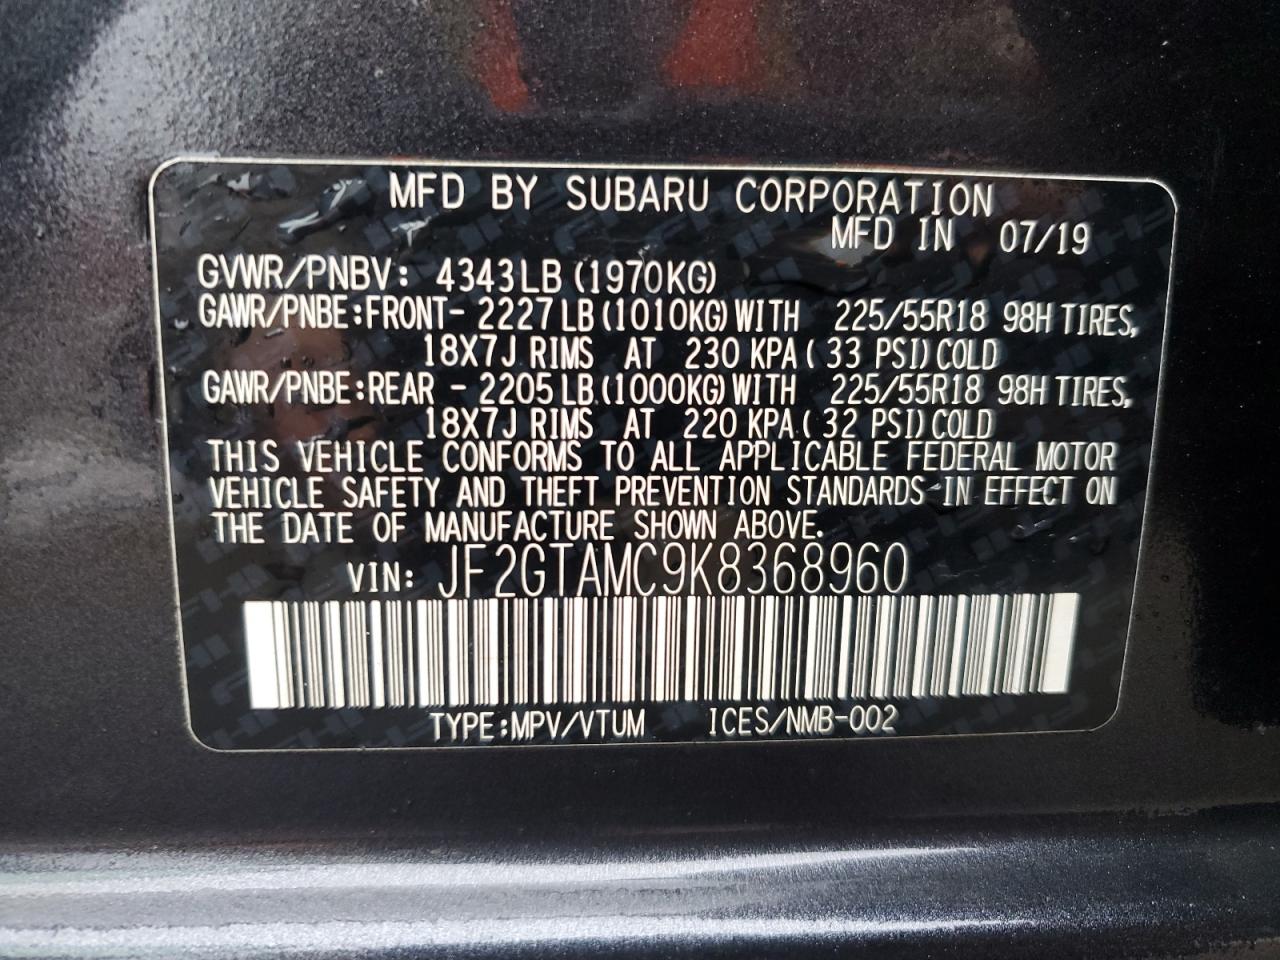 MFD BY SUBARU CORPORATION
MFD IN 07/19
GVWR/PNBV: 4343LB (1970KG)
GAWR/PNBE:FRONT- 2227LB (1010KG) WITH 225/55R18 98H TIRES,
18X7J RIMS AT 230 KPA ( 33 PSI) COLD
GAWR/PNBE:REAR - 2205LB (1000KG) WITH 225/55R18 98H TIRES,
18X7J RIMS AT 220 KPA ( 32 PSI) COLD
THIS VEHICLE CONFORMS TO ALL APPLICABLE FEDERAL MOTOR
VEHICLE SAFETY AND THEFT PREVENTION STANDARDS IN EFFECT ON
THE DATE OF MANUFACTURE SHOWN ABOVE.
VIN: JF2GTAMC9K8368960
TYPE:MPV/VTUM ICES/NMB-002